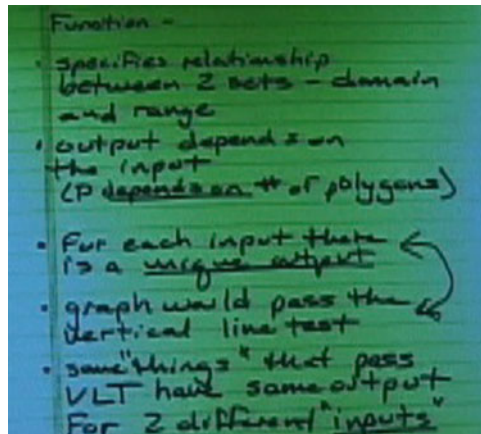 Function -
• specifies relationship
between 2 sets - domain
and range
• output depends on
the input
(P depends on # of polygons)
• For each input there
is a unique output
• graph would pass the
vertical line test
• some "things" that pass
VLT have same output
For 2 different "inputs"